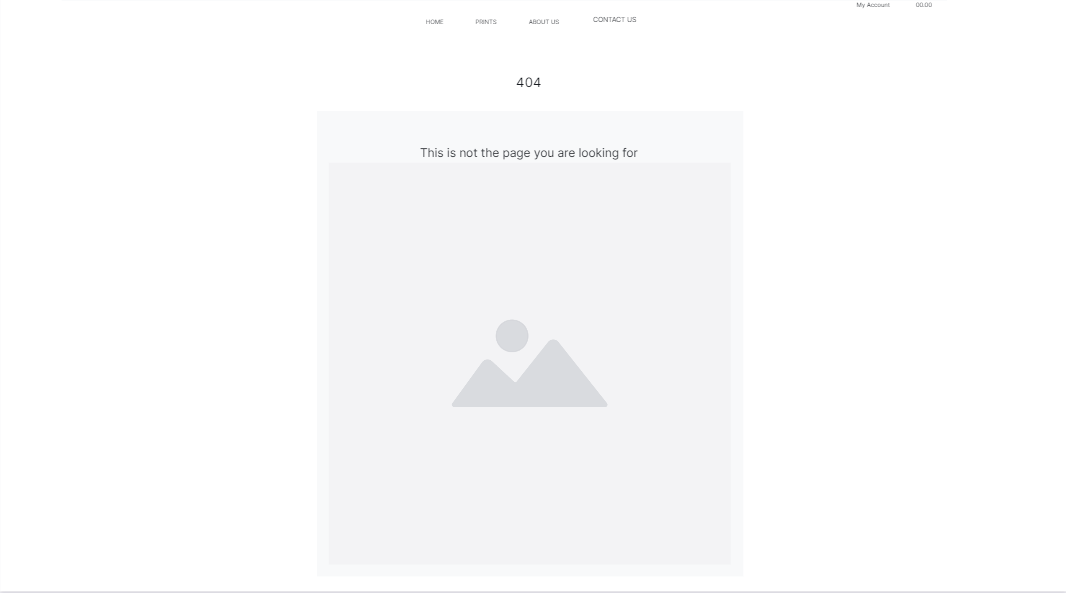 My Account 00.00
HOME PRINTS ABOUT US CONTACT US
404
This is not the page you are looking for